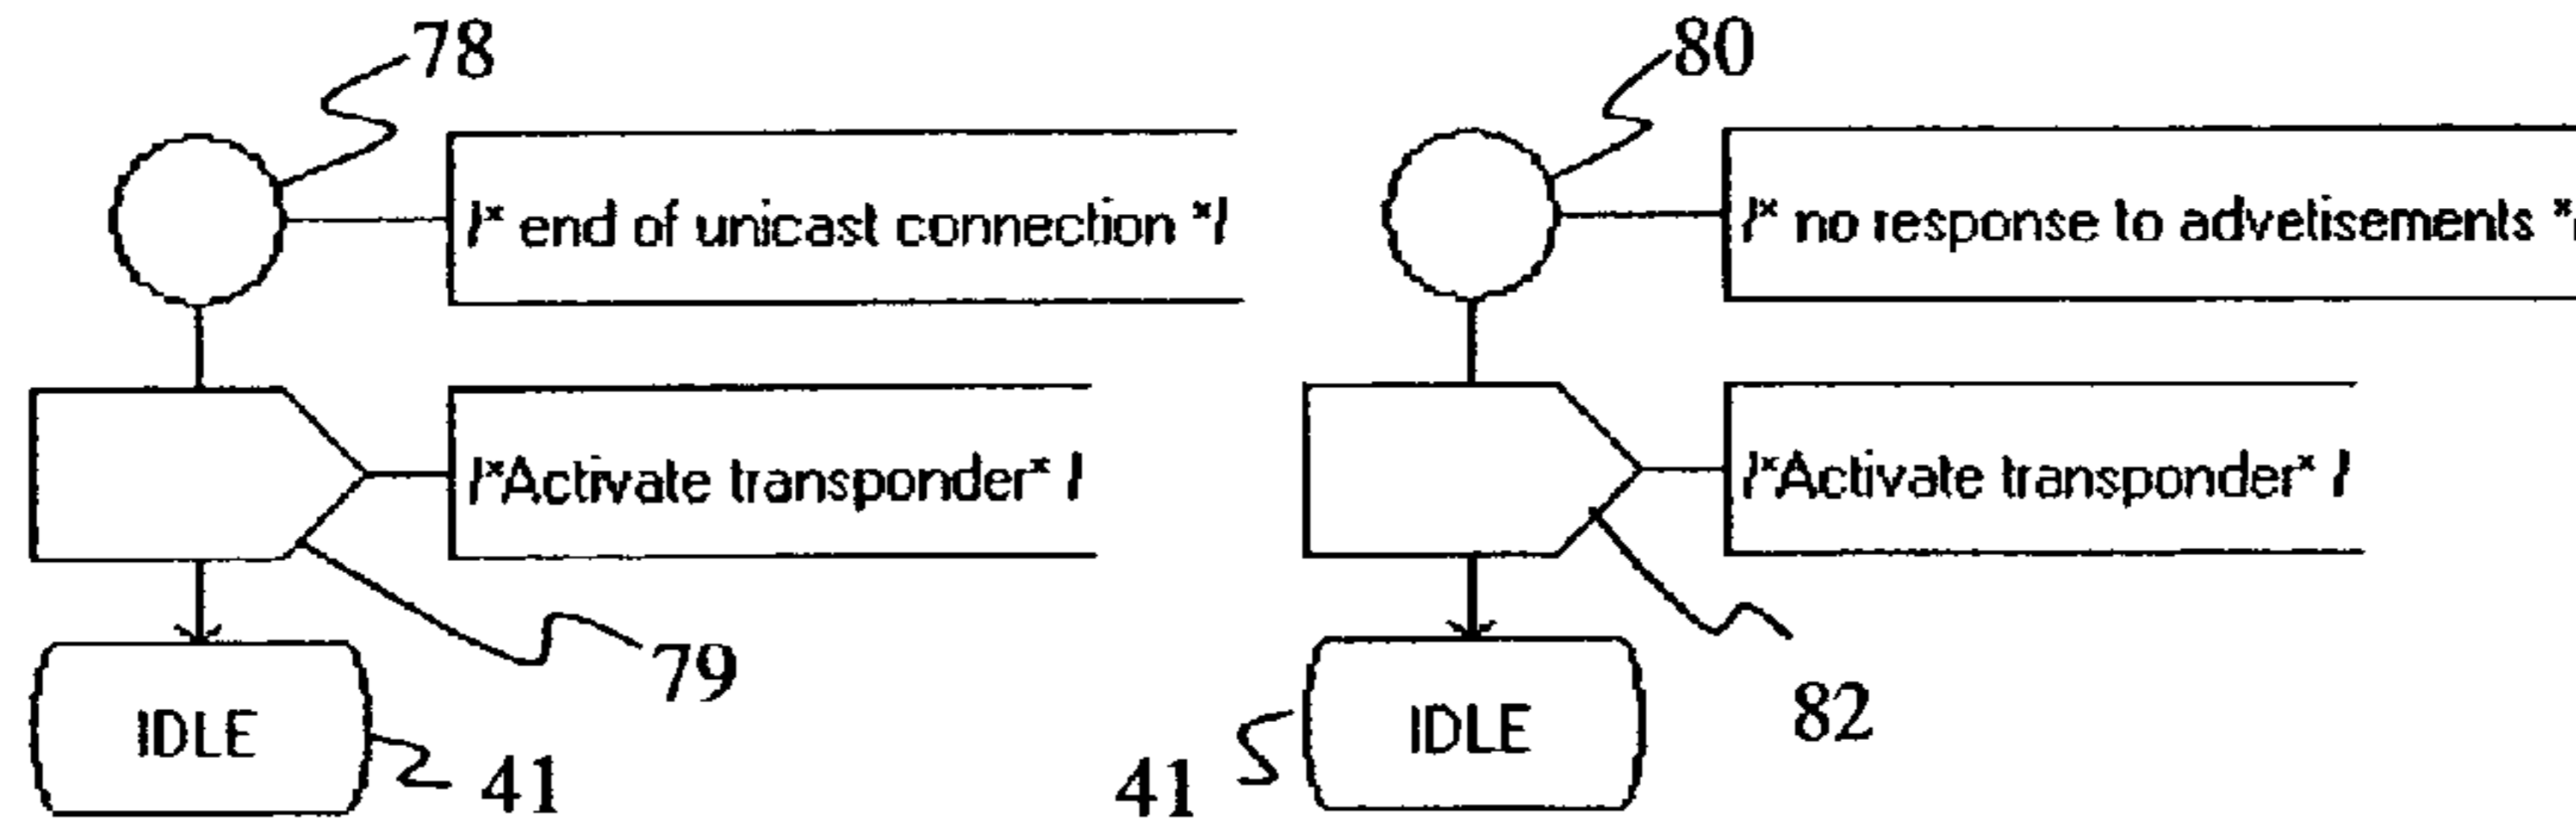 78
80
/* end of unicast connection */
/* no response to advetisements */
/*Activate transponder* /
/*Activate transponder* /
79
82
IDLE
41
41
IDLE